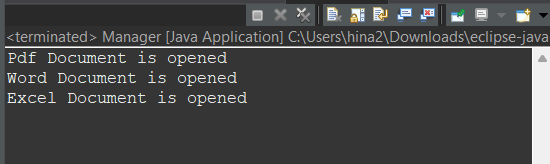 <terminated> Manager [Java Application] C:\Users\hina2\Downloads\eclipse-java
Pdf Document is opened
Word Document is opened
Excel Document is opened